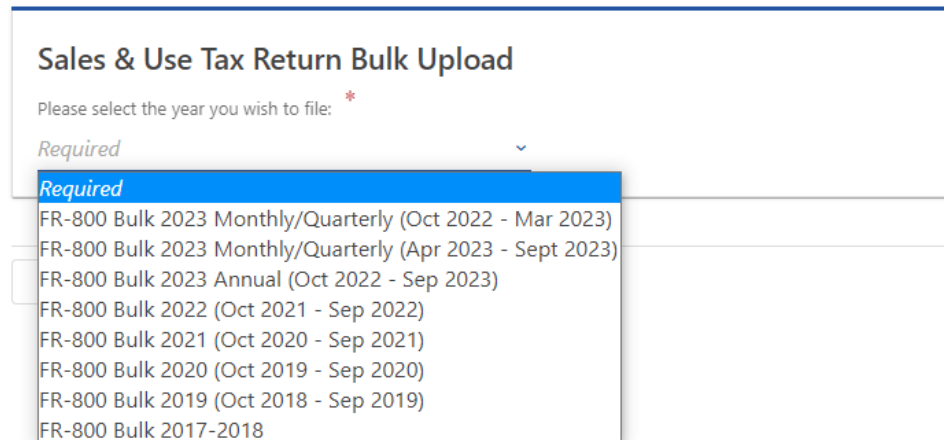 Sales & Use Tax Return Bulk Upload
Please select the year you wish to file: *
Required
Required
FR-800 Bulk 2023 Monthly/Quarterly (Oct 2022 - Mar 2023)
FR-800 Bulk 2023 Monthly/Quarterly (Apr 2023 - Sept 2023)
FR-800 Bulk 2023 Annual (Oct 2022 - Sep 2023)
FR-800 Bulk 2022 (Oct 2021 - Sep 2022)
FR-800 Bulk 2021 (Oct 2020 - Sep 2021)
FR-800 Bulk 2020 (Oct 2019 - Sep 2020)
FR-800 Bulk 2019 (Oct 2018 - Sep 2019)
FR-800 Bulk 2017-2018